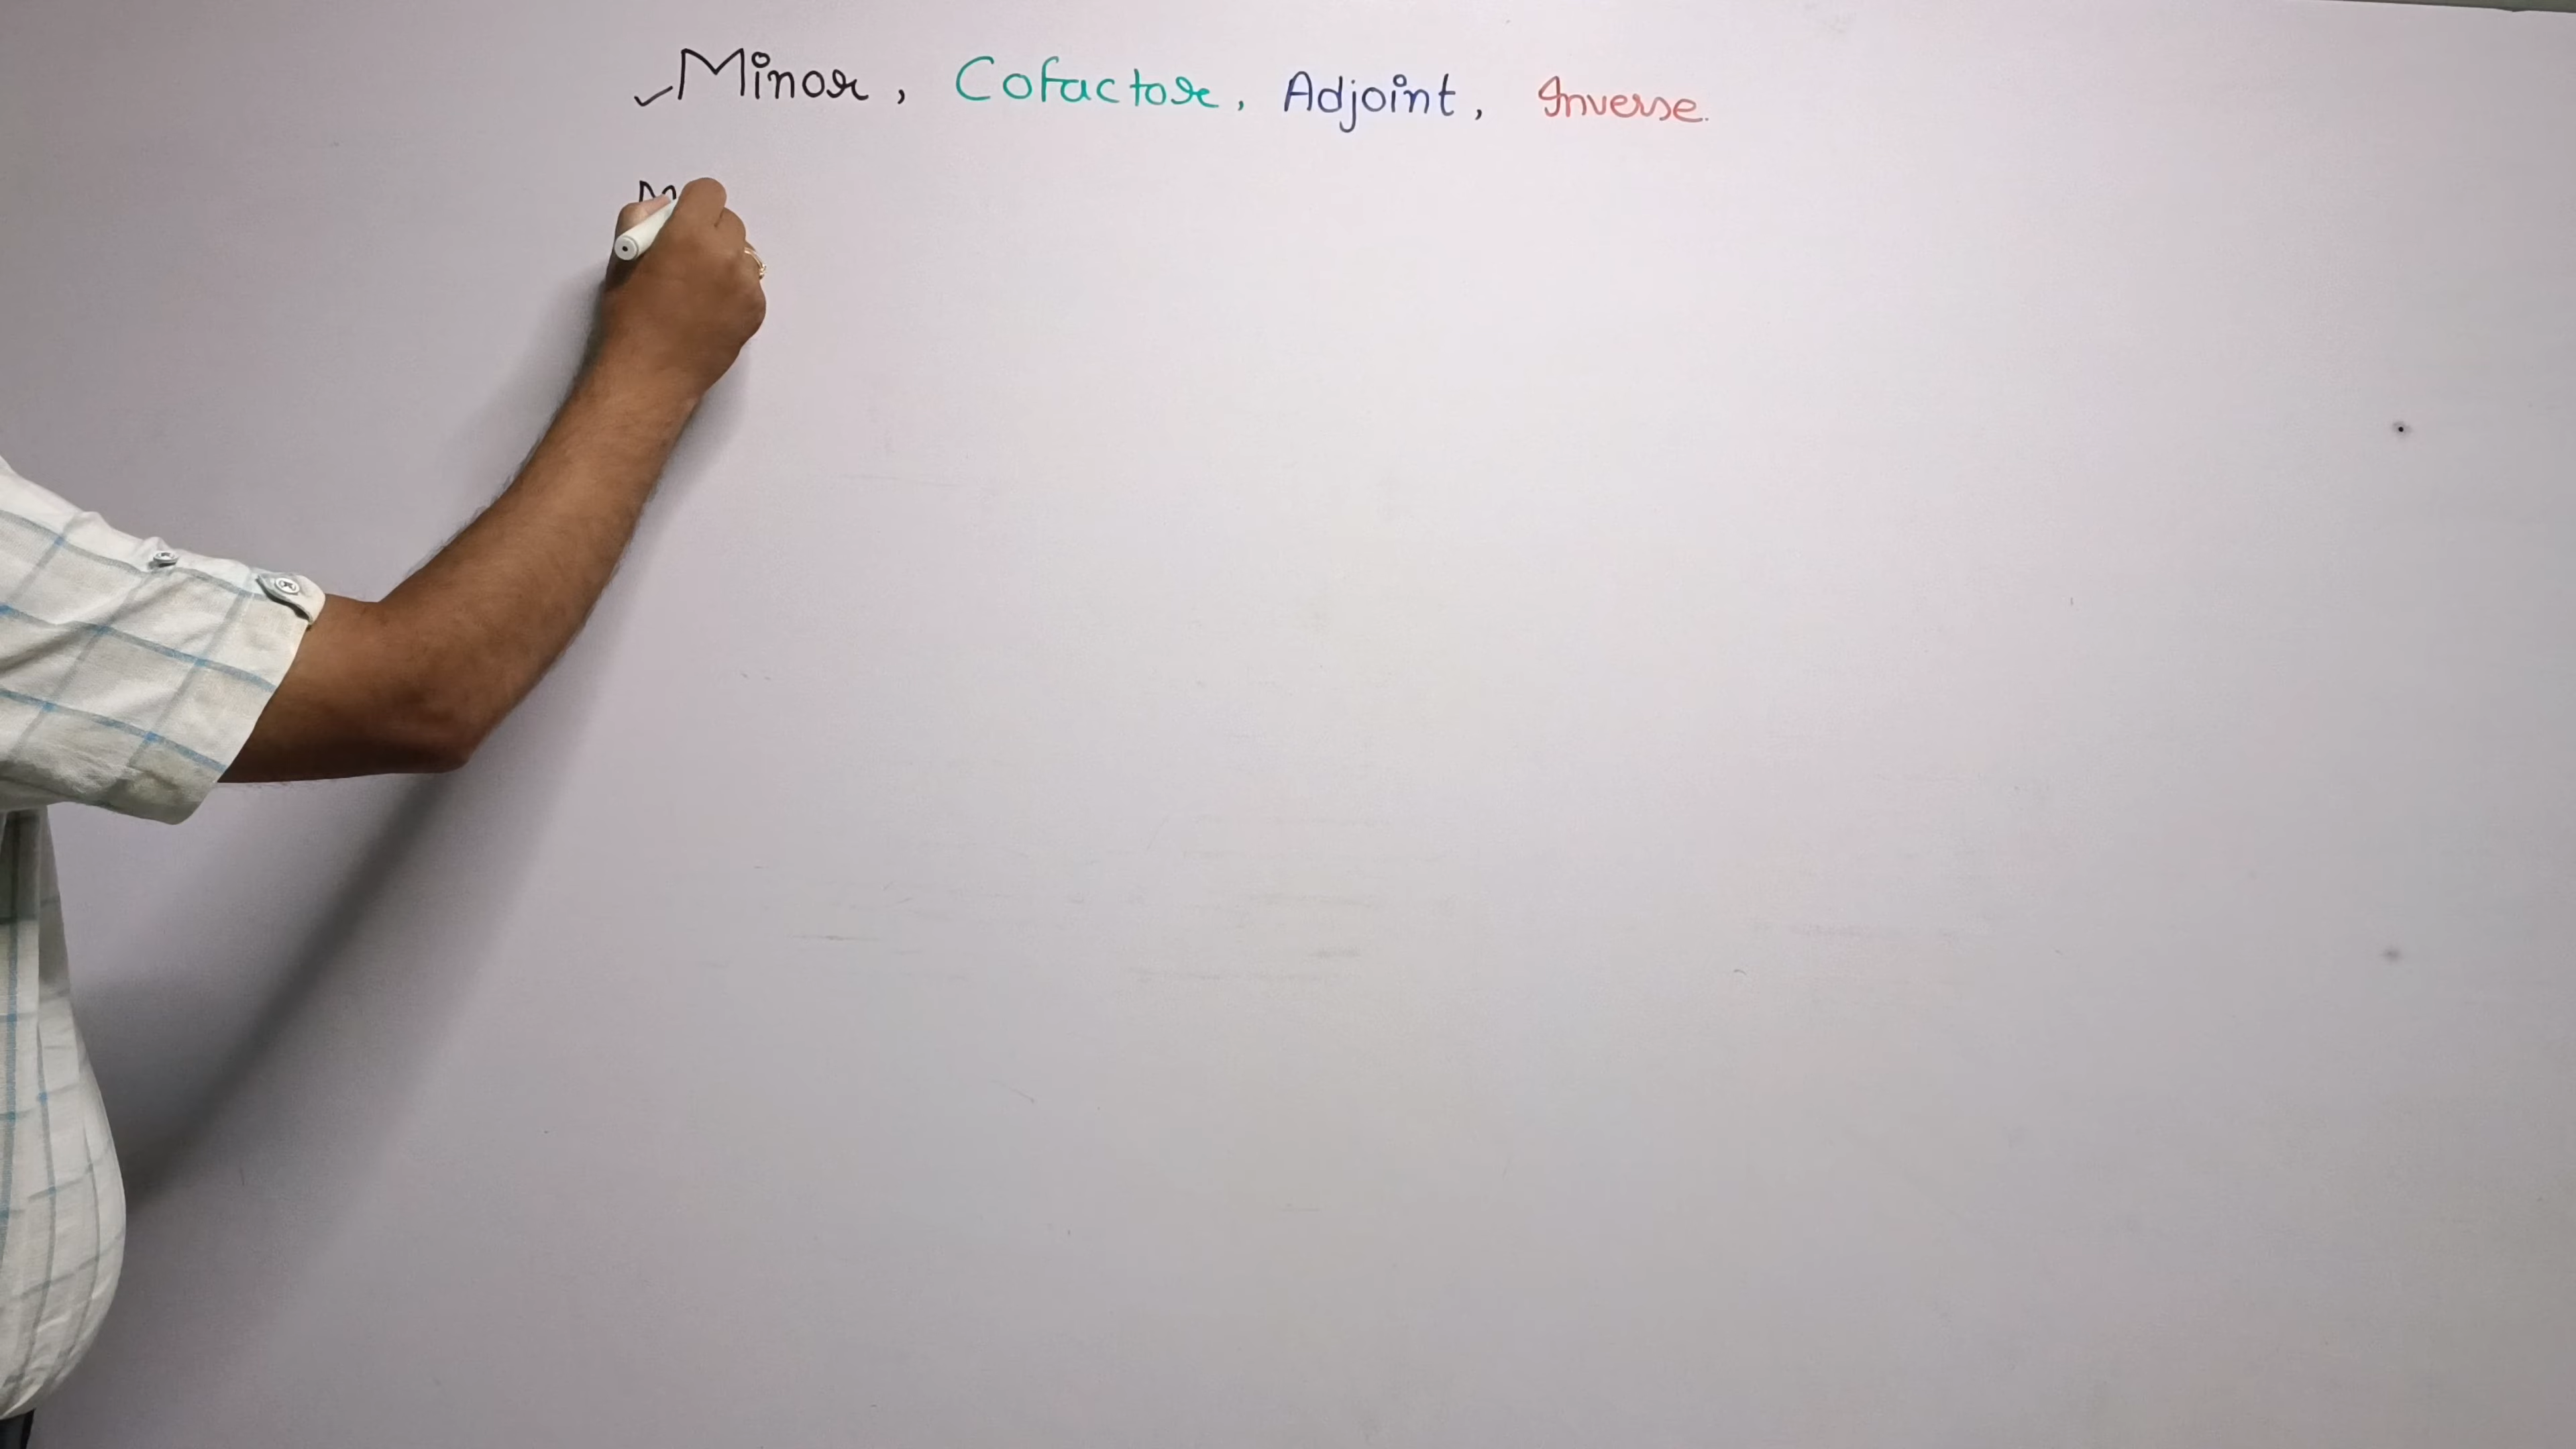 ✓Minor, Cofactor, Adjoint, Inverse.
M